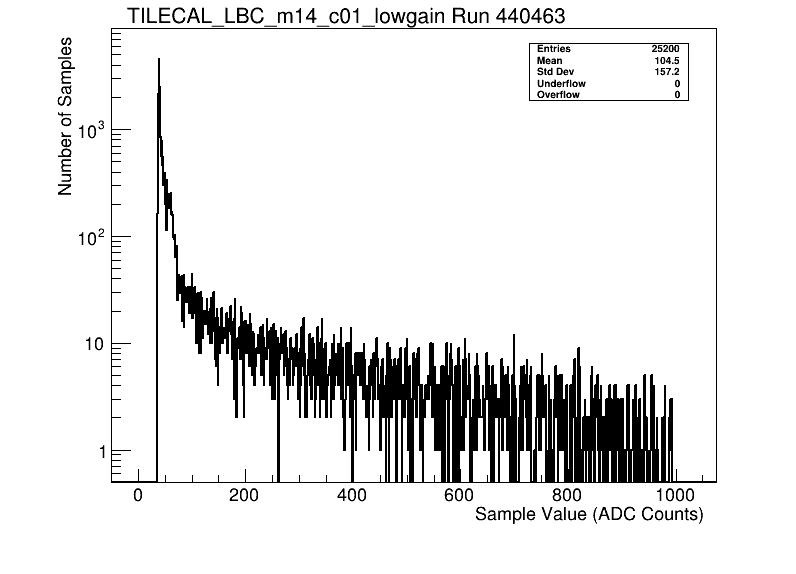 TILECAL_LBC_m14_c01_lowgain Run 440463
Entries 25200
Mean 104.5
Std Dev 157.2
Underflow 0
Overflow 0
Number of Samples
10³
10²
10
1
0 200 400 600 800 1000
Sample Value (ADC Counts)